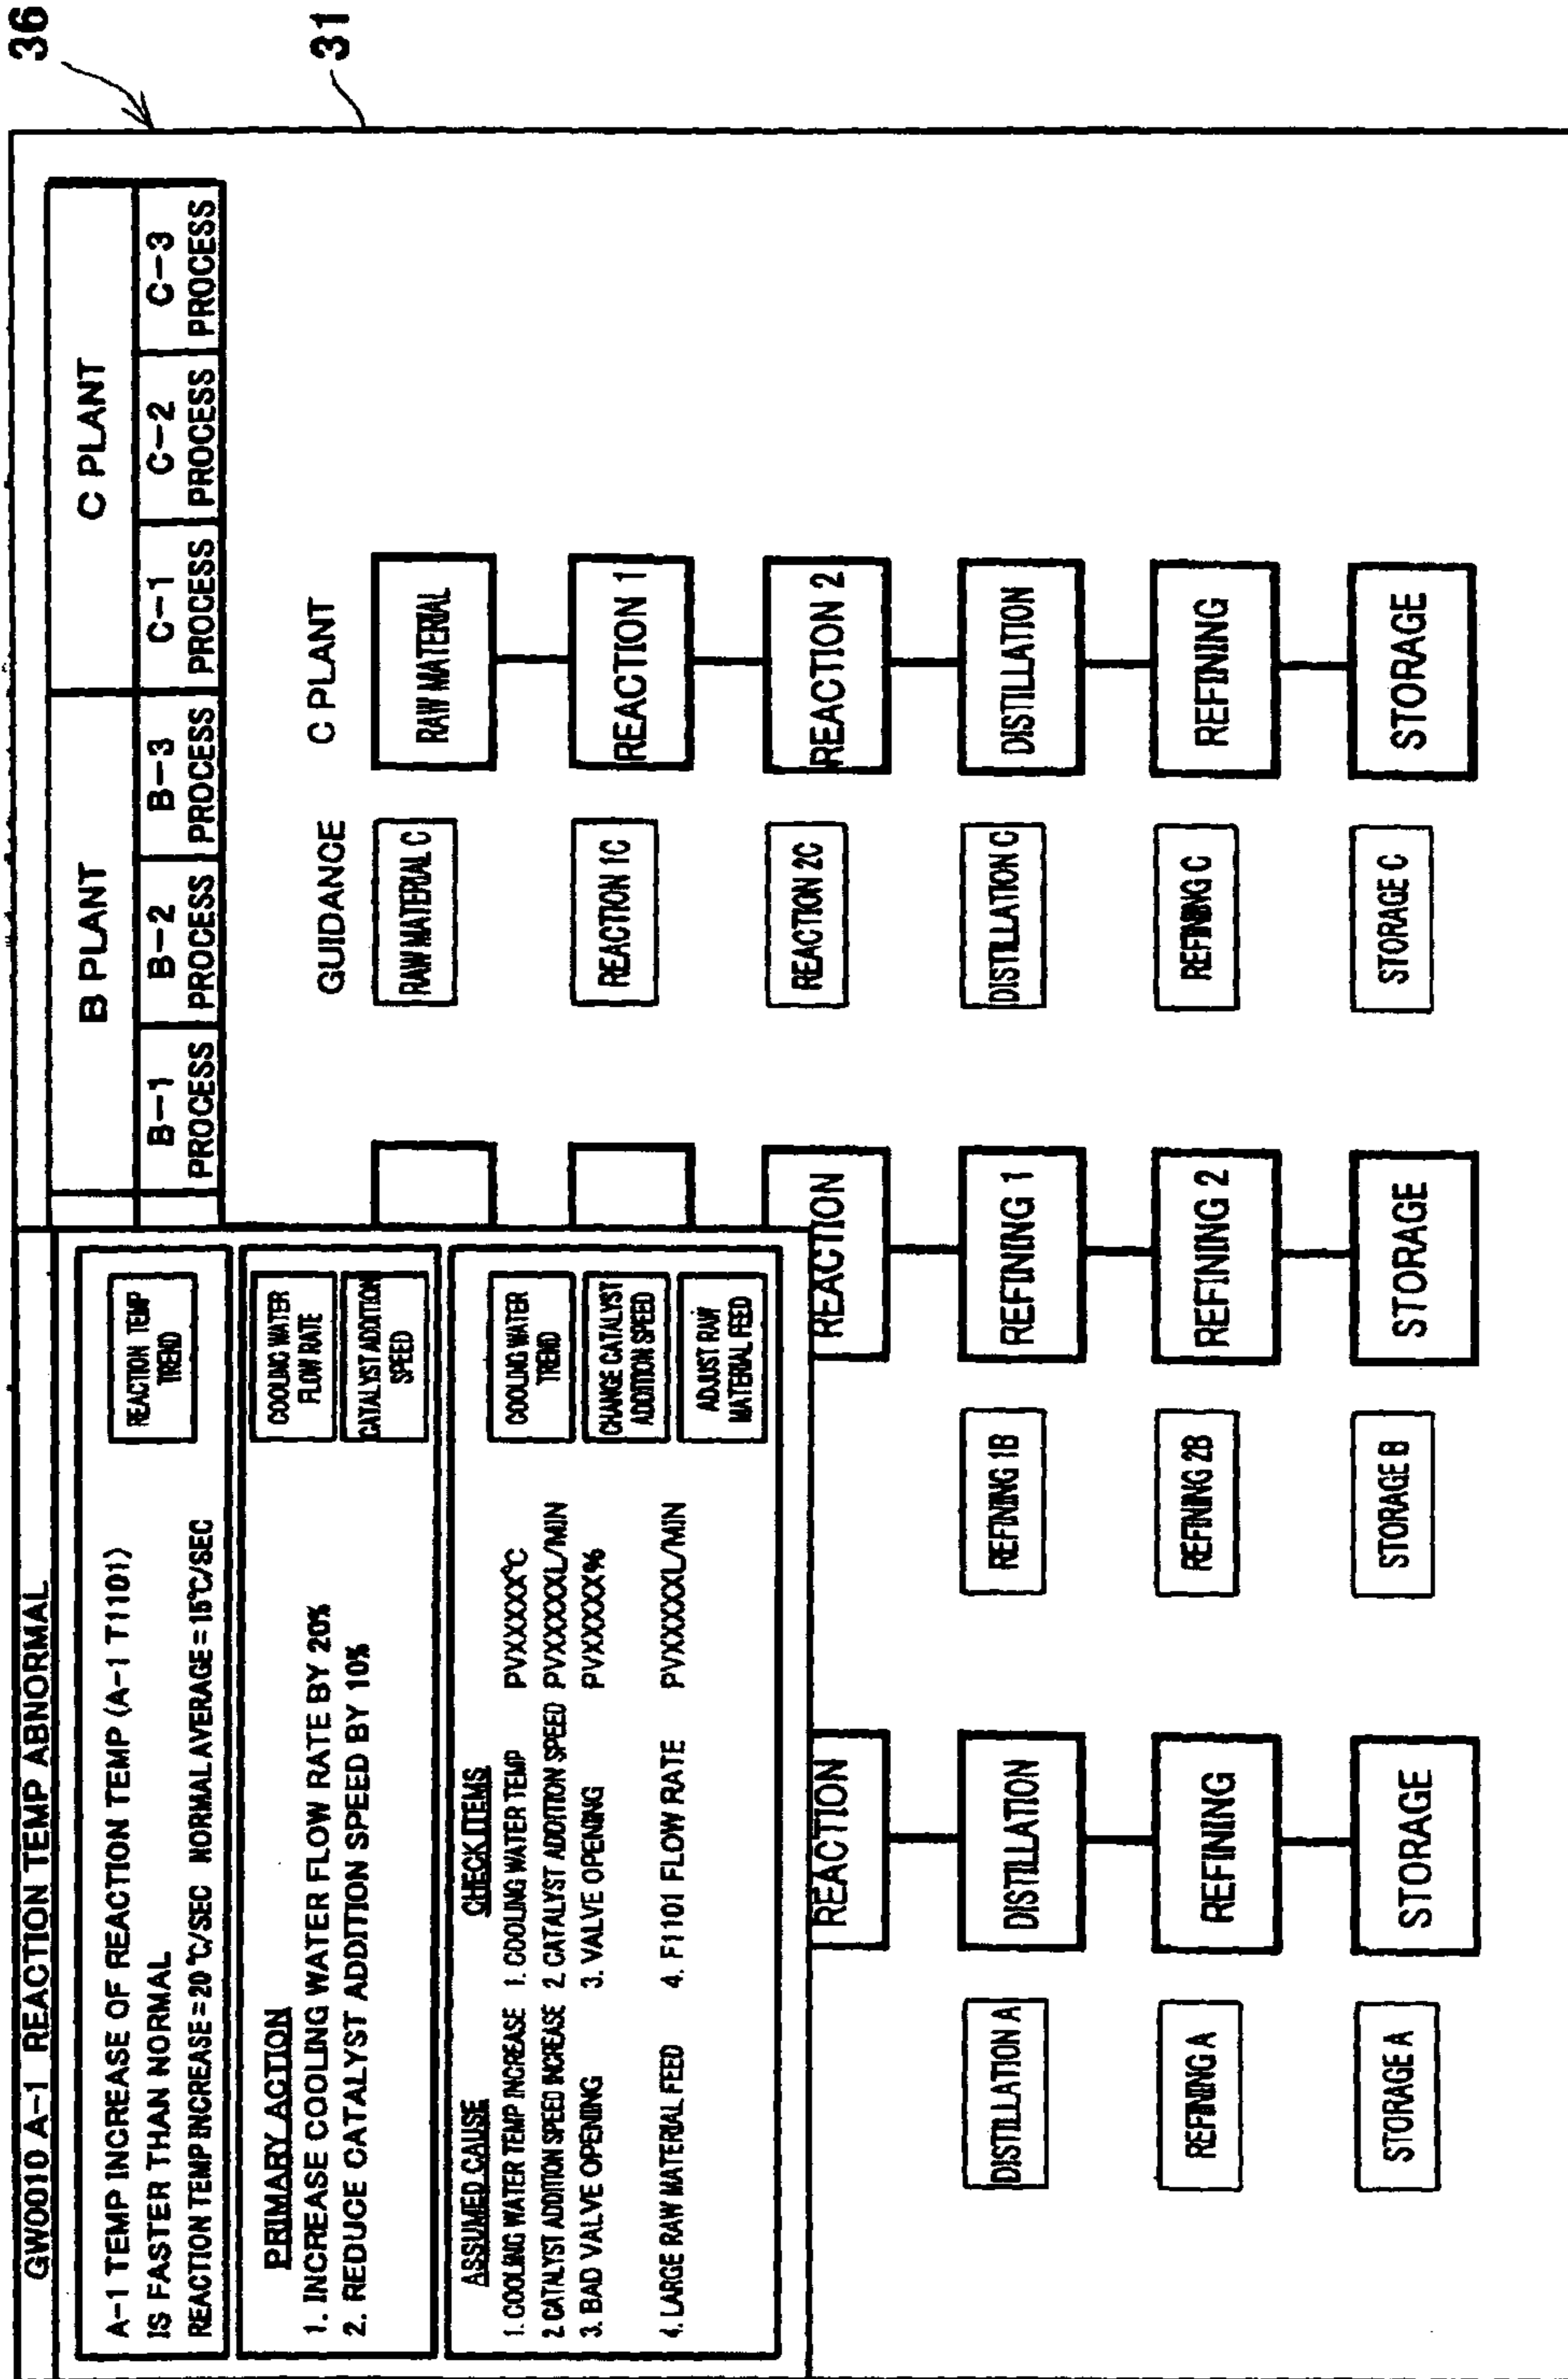 36
31
GW0010 A-1 REACTION TEMP ABNORMAL
A-1 TEMP INCREASE OF REACTION TEMP (A-1 T1101)
IS FASTER THAN NORMAL
REACTION TEMP INCREASE = 20 ℃/SEC NORMAL AVERAGE = 15℃/SEC
REACTION TEMP
TREND
PRIMARY ACTION
1. INCREASE COOLING WATER FLOW RATE BY 20%
2. REDUCE CATALYST ADDITION SPEED BY 10%
COOLING WATER
FLOW RATE
CATALYST ADDITION
SPEED
ASSUMED CAUSE CHECK ITEMS
1. COOLING WATER TEMP INCREASE 1. COOLING WATER TEMP PVXXXX℃
2. CATALYST ADDITION SPEED INCREASE 2. CATALYST ADDITION SPEED PVXXXXL/MIN
3. BAD VALVE OPENING 3. VALVE OPENING PVXXXX%
4. LARGE RAW MATERIAL FEED 4. F1101 FLOW RATE PVXXXXXL/MIN
COOLING WATER
TREND
CHANGE CATALYST
ADDITION SPEED
ADJUST RAW
MATERIAL FEED
B PLANT C PLANT
B-1 B-2 B-3 C-1 C-2 C-3
PROCESS PROCESS PROCESS PROCESS PROCESS PROCESS
GUIDANCE C PLANT
RAW MATERIAL C RAW MATERIAL
REACTION 1C REACTION 1
REACTION REACTION REACTION 2C REACTION 2
DISTILLATION A DISTILLATION REFINING 1B REFINING 1 DISTILLATION C DISTILLATION
REFINING A REFINING REFINING 2B REFINING 2 REFINING C REFINING
STORAGE A STORAGE STORAGE B STORAGE STORAGE C STORAGE